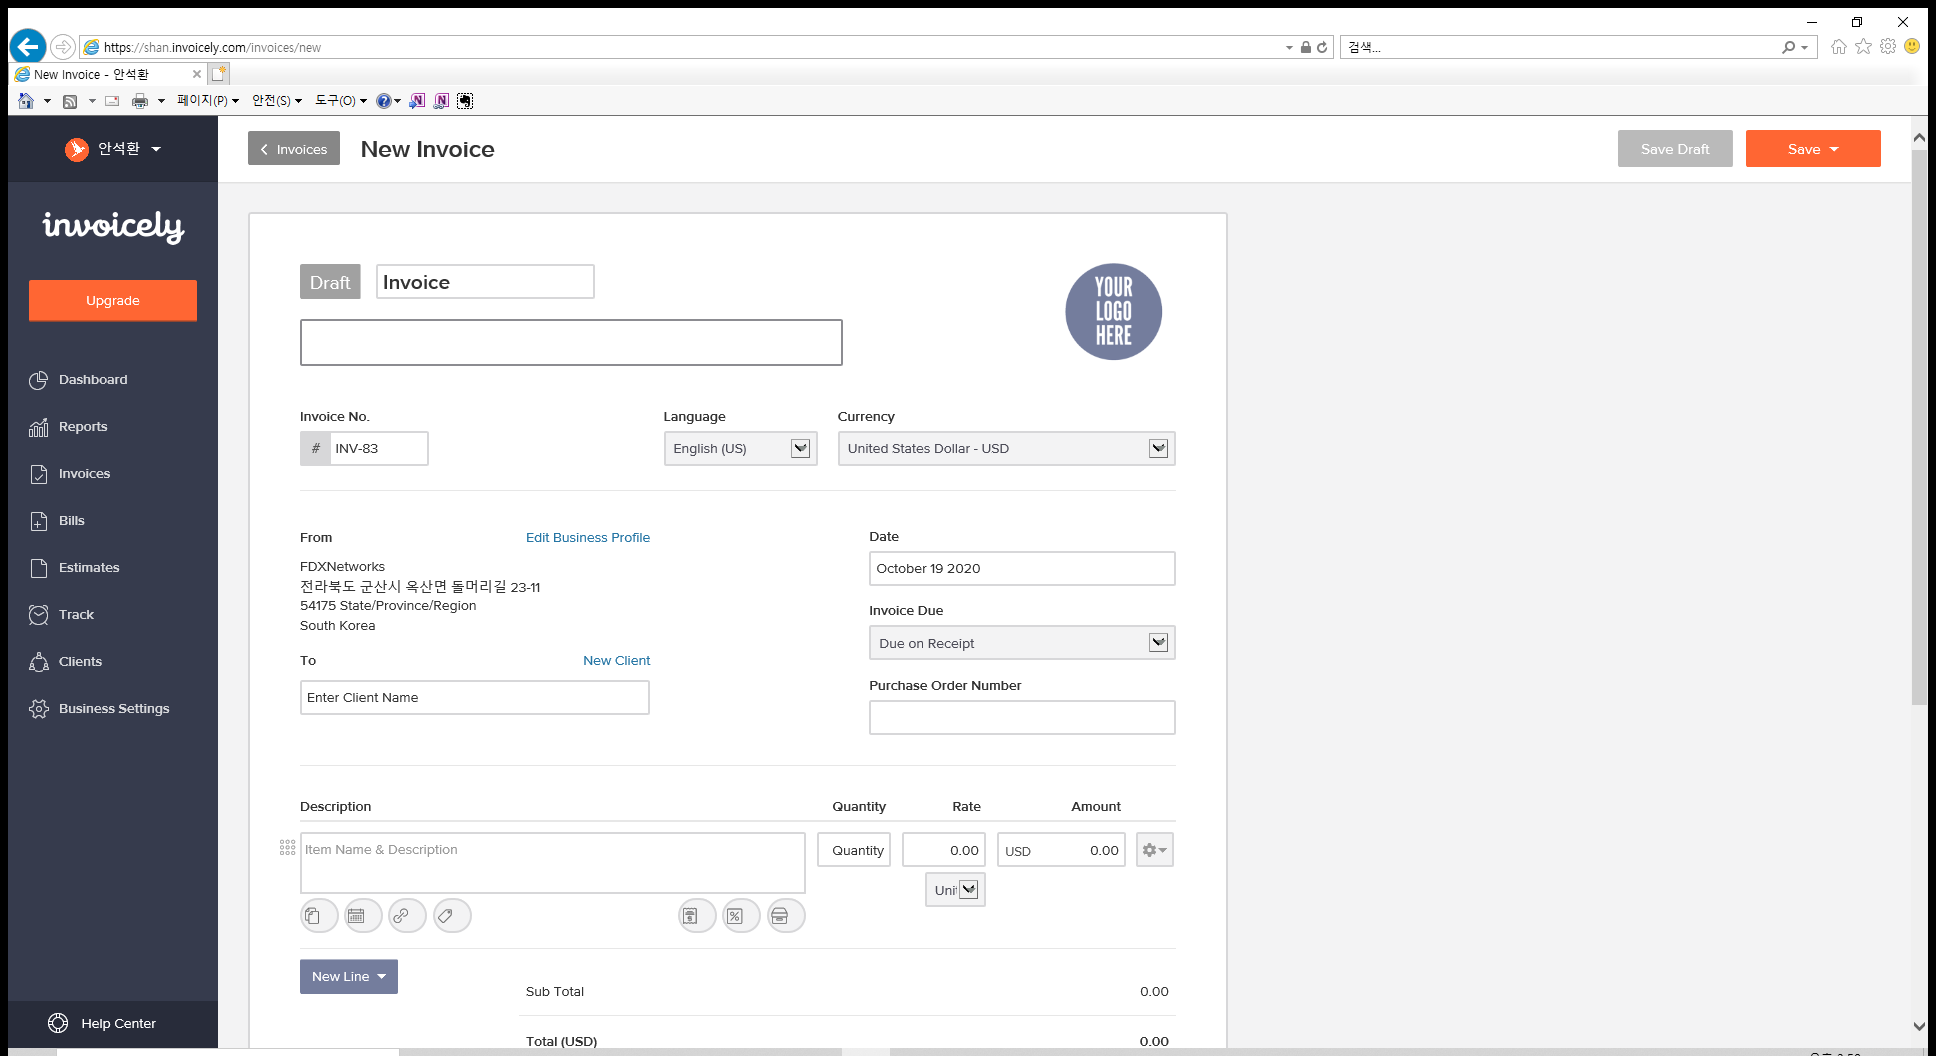 https://shan.invoicely.com/invoices/new
검색...
New Invoice - 안석환
페이지(P)
안전(S)
도구(O)
안석환
Invoices
New Invoice
Save Draft
Save
invoicely
Upgrade
Dashboard
Reports
Invoices
Bills
Estimates
Track
Clients
Business Settings
Help Center
Draft
Invoice
YOUR
LOGO
HERE
Invoice No.
Language
Currency
# INV-83
English (US)
United States Dollar - USD
From
Edit Business Profile
FDXNetworks
전라북도 군산시 옥산면 돌머리길 23-11
54175 State/Province/Region
South Korea
To
New Client
Enter Client Name
Date
October 19 2020
Invoice Due
Due on Receipt
Purchase Order Number
Description
Quantity
Rate
Amount
Item Name & Description
Quantity
0.00
USD 0.00
Unit
New Line
Sub Total 0.00
Total (USD) 0.00